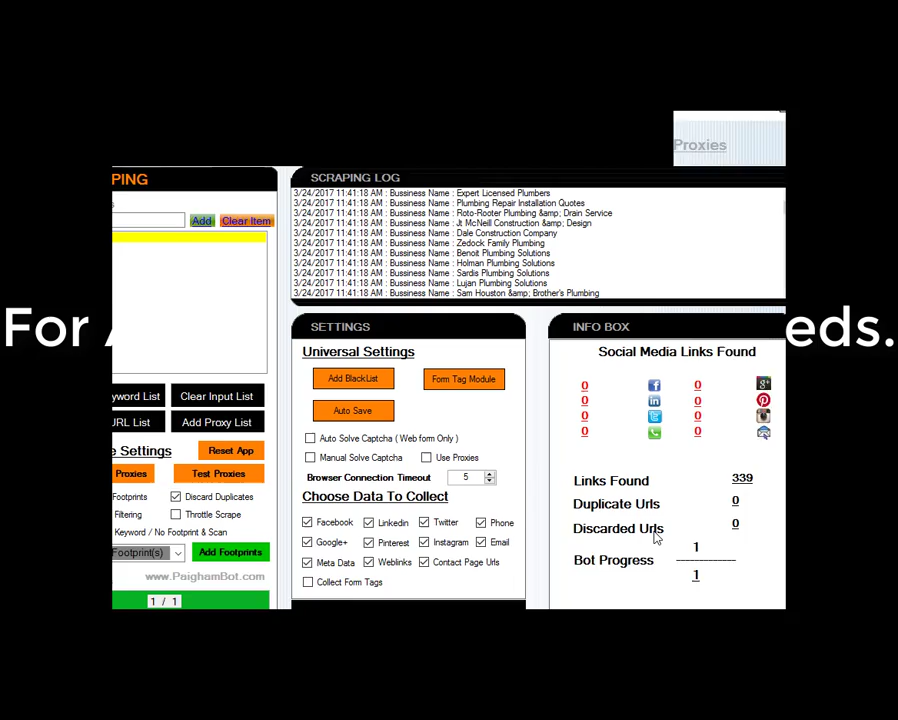 Proxies
PING
SCRAPING LOG
3/24/2017 11:41:18 AM : Bussiness Name : Expert Licensed Plumbers
3/24/2017 11:41:18 AM : Bussiness Name : Plumbing Repair Installation Quotes
3/24/2017 11:41:18 AM : Bussiness Name : Roto-Rooter Plumbing &amp; Drain Service
3/24/2017 11:41:18 AM : Bussiness Name : Jt McNeill Construction &amp; Design
3/24/2017 11:41:18 AM : Bussiness Name : Dale Construction Company
3/24/2017 11:41:18 AM : Bussiness Name : Zedock Family Plumbing
3/24/2017 11:41:18 AM : Bussiness Name : Benoit Plumbing Solutions
3/24/2017 11:41:18 AM : Bussiness Name : Holman Plumbing Solutions
3/24/2017 11:41:18 AM : Bussiness Name : Sardis Plumbing Solutions
3/24/2017 11:41:18 AM : Bussiness Name : Lujan Plumbing Solutions
3/24/2017 11:41:18 AM : Bussiness Name : Sam Houston &amp; Brother's Plumbing
Add
Clear Item
For
eds.
yword List
Clear Input List
URL List
Add Proxy List
e Settings
Reset App
Proxies
Test Proxies
Footprints
Discard Duplicates
Filtering
Throttle Scrape
Keyword / No Footprint & Scan
Footprint(s)
Add Footprints
www.PaighamBot.com
1 / 1
SETTINGS
Universal Settings
Add BlackList
Form Tag Module
Auto Save
Auto Solve Captcha ( Web form Only )
Manual Solve Captcha
Use Proxies
Browser Connection Timeout
5
Choose Data To Collect
Facebook
Linkedin
Twitter
Phone
Google+
Pinterest
Instagram
Email
Meta Data
Weblinks
Contact Page Urls
Collect Form Tags
INFO BOX
Social Media Links Found
0 0
0 0
0 0
0 0
Links Found 339
Duplicate Urls 0
Discarded Urls 0
1
Bot Progress ------------
1